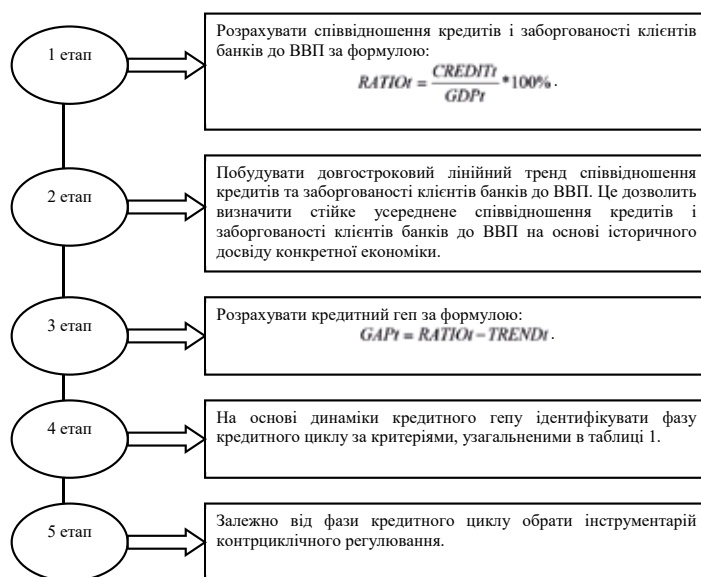 1 етап
Розрахувати співвідношення кредитів і заборгованості клієнтів
банків до ВВП за формулою:
RATIOt = CREDITt / GDPt *100% .
2 етап
Побудувати довгостроковий лінійний тренд співвідношення
кредитів та заборгованості клієнтів банків до ВВП. Це дозволить
визначити стійке усереднене співвідношення кредитів і
заборгованості клієнтів банків до ВВП на основі історичного
досвіду конкретної економіки.
3 етап
Розрахувати кредитний геп за формулою:
GAPt = RATIOt – TRENDt .
4 етап
На основі динаміки кредитного гепу ідентифікувати фазу
кредитного циклу за критеріями, узагальненими в таблиці 1.
5 етап
Залежно від фази кредитного циклу обрати інструментарій
контрциклічного регулювання.